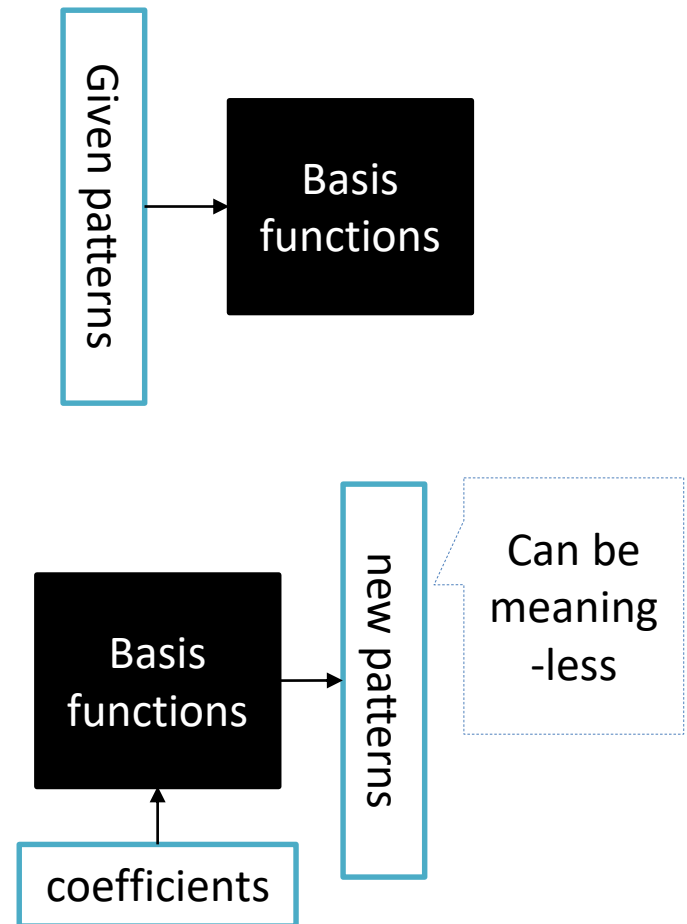 Given patterns
Basis
functions
Basis
functions
new patterns
Can be
meaning
-less
coefficients